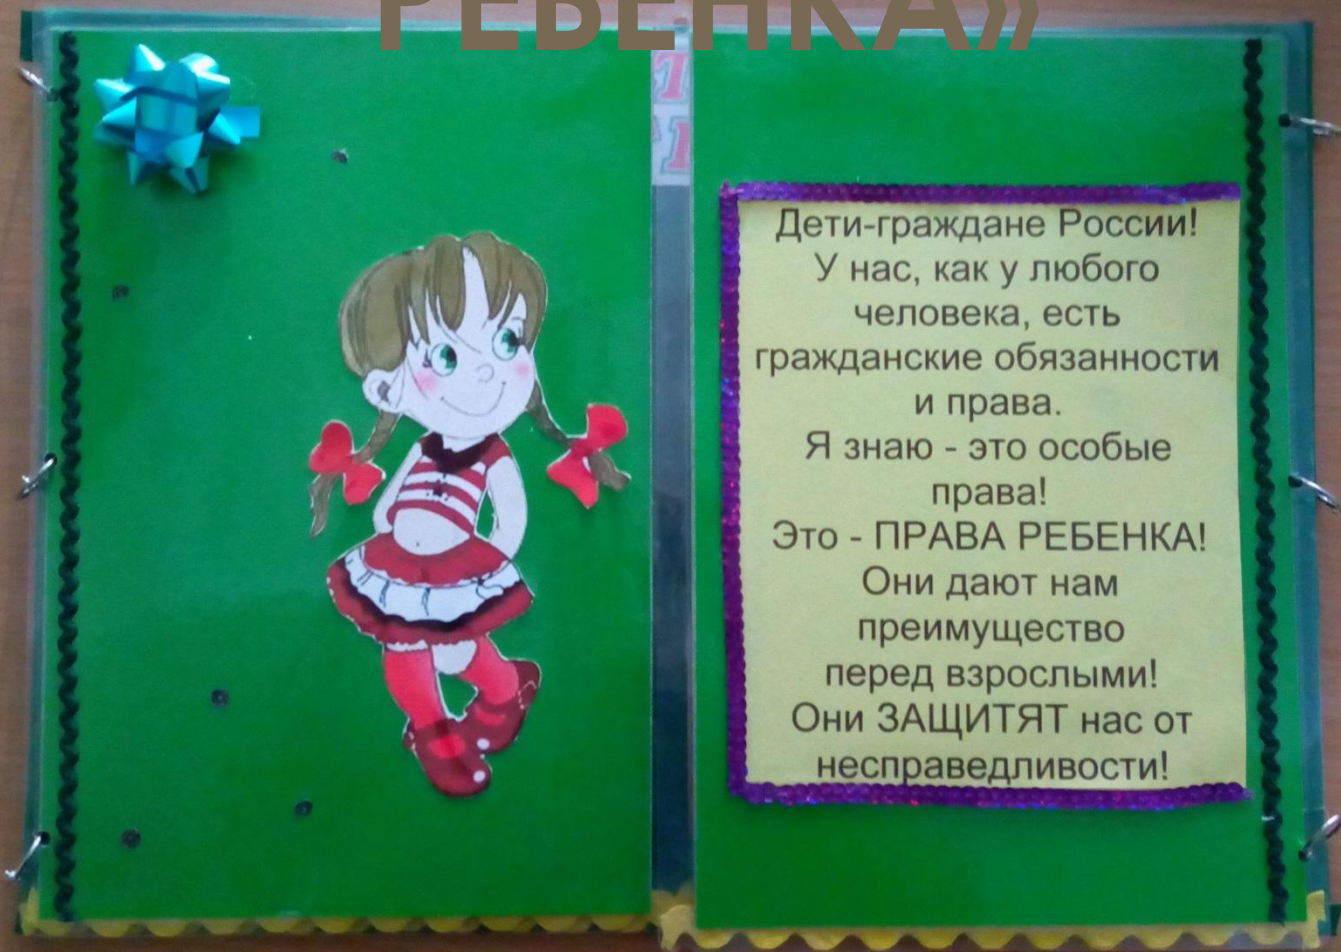 РЕБЕНКА»
Дети-граждане России!
У нас, как у любого
человека, есть
гражданские обязанности
и права.
Я знаю - это особые
права!
Это - ПРАВА РЕБЕНКА!
Они дают нам
преимущество
перед взрослыми!
Они ЗАЩИТЯТ нас от
несправедливости!